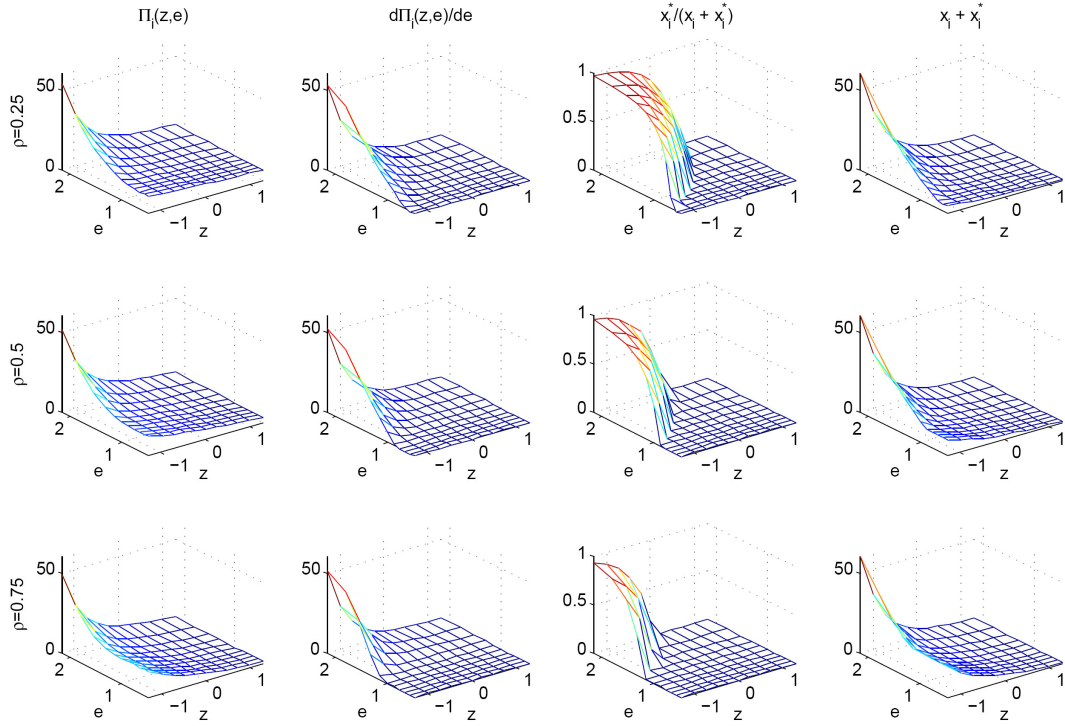 Π_i(z,e) dΠ_i(z,e)/de x_i^*/(x_i + x_i^*) x_i + x_i^*
ρ=0.25
50 0 2 1 e −1 0 1 z
50 0 2 1 e −1 0 1 z
1 0.5 0 2 1 e −1 0 1 z
50 0 2 1 e −1 0 1 z
ρ=0.5
50 0 2 1 e −1 0 1 z
50 0 2 1 e −1 0 1 z
1 0.5 0 2 1 e −1 0 1 z
50 0 2 1 e −1 0 1 z
ρ=0.75
50 0 2 1 e −1 0 1 z
50 0 2 1 e −1 0 1 z
1 0.5 0 2 1 e −1 0 1 z
50 0 2 1 e −1 0 1 z